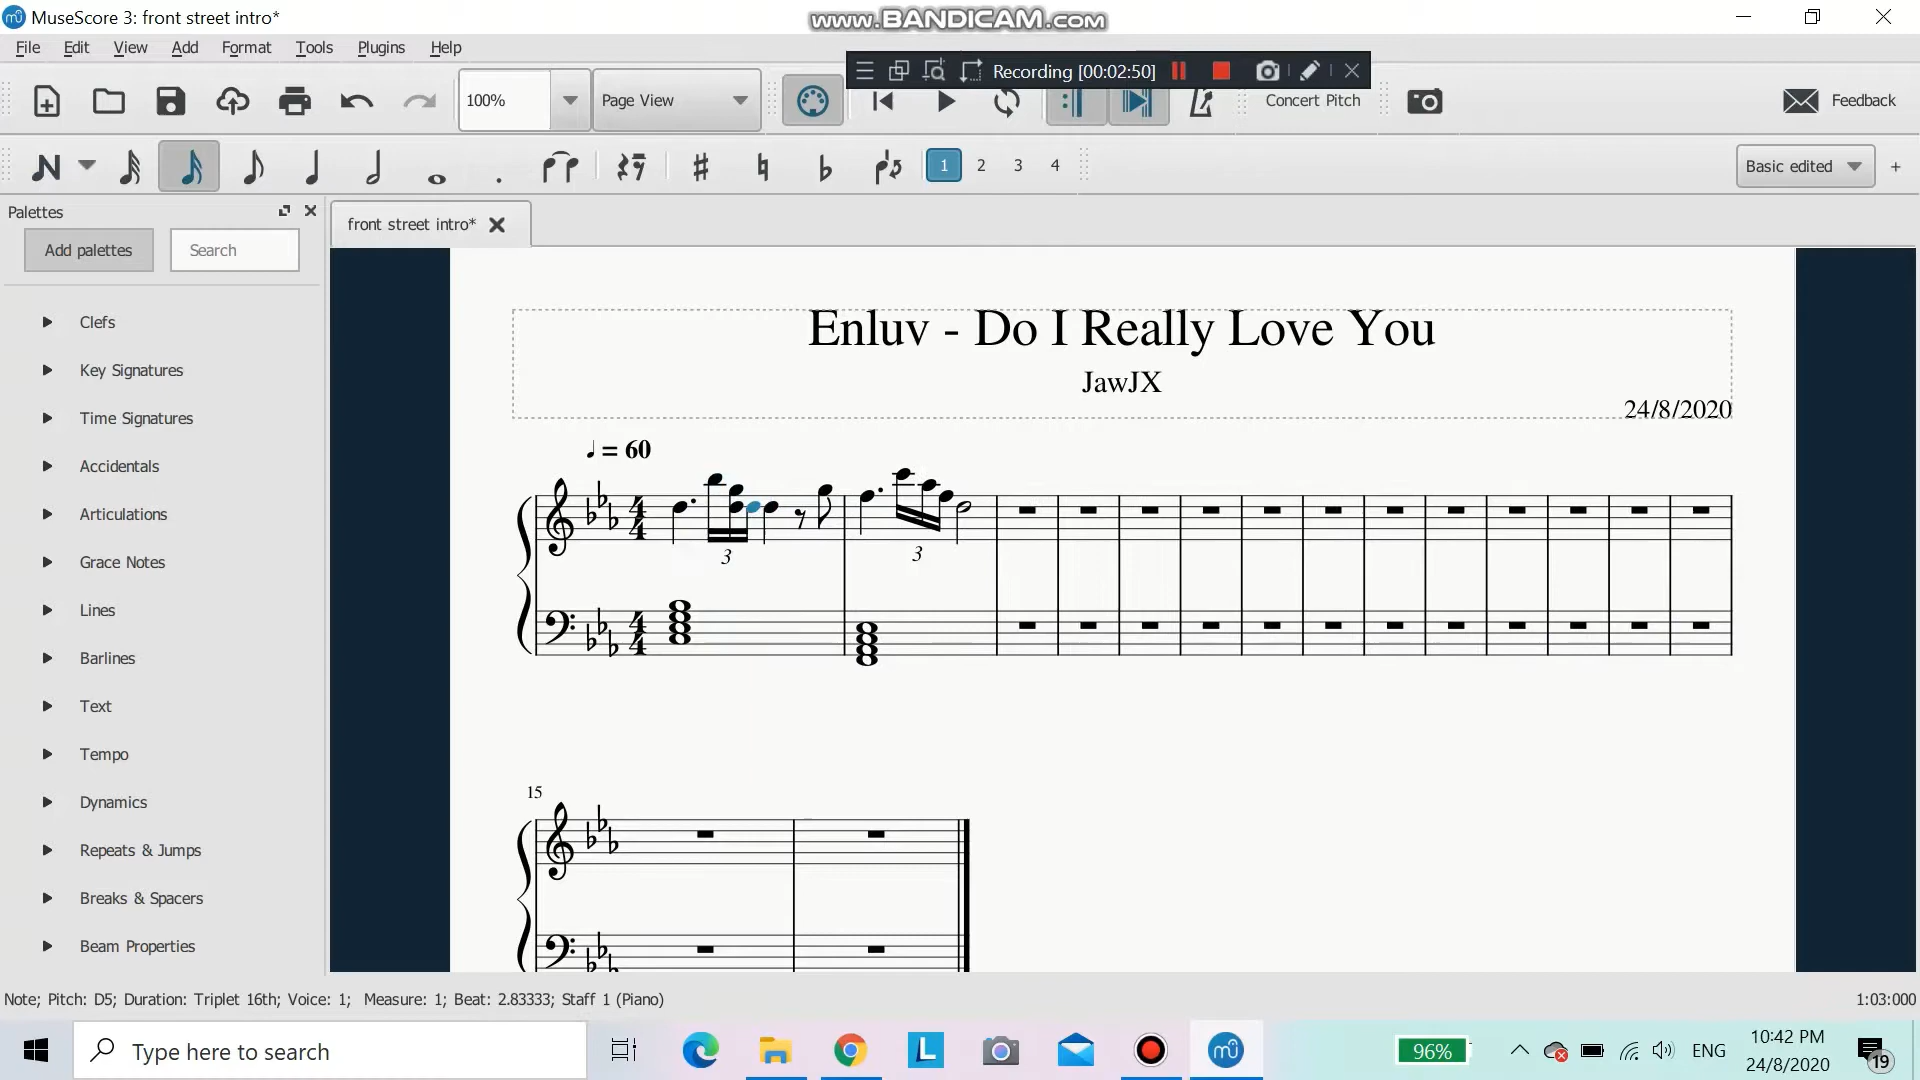 MuseScore 3: front street intro*
www.BANDICAM.com
File Edit View Add Format Tools Plugins Help
Recording [00:02:50]
100%
Page View
Concert Pitch
Feedback
1 2 3 4
Basic edited
+
Palettes
Add palettes
Search
front street intro*
Clefs
Key Signatures
Time Signatures
Accidentals
Articulations
Grace Notes
Lines
Barlines
Text
Tempo
Dynamics
Repeats & Jumps
Breaks & Spacers
Beam Properties
Enluv - Do I Really Love You
JawJX
24/8/2020
= 60
3
3
15
Note; Pitch: D5; Duration: Triplet 16th; Voice: 1; Measure: 1; Beat: 2.83333; Staff 1 (Piano)
1:03:000
Type here to search
L
96%
ENG
10:42 PM
24/8/2020
19